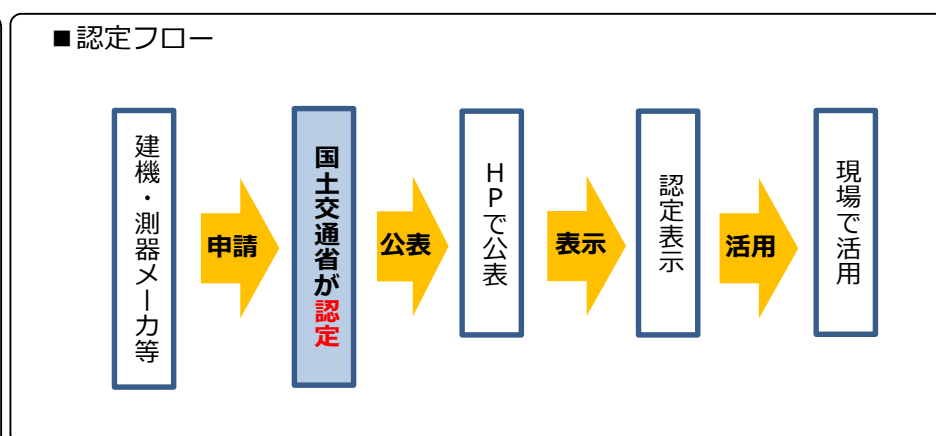 ■認定フロー
建機・測器メーカ等
申請
国土交通省が認定
公表
HPで公表
表示
認定表示
活用
現場で活用